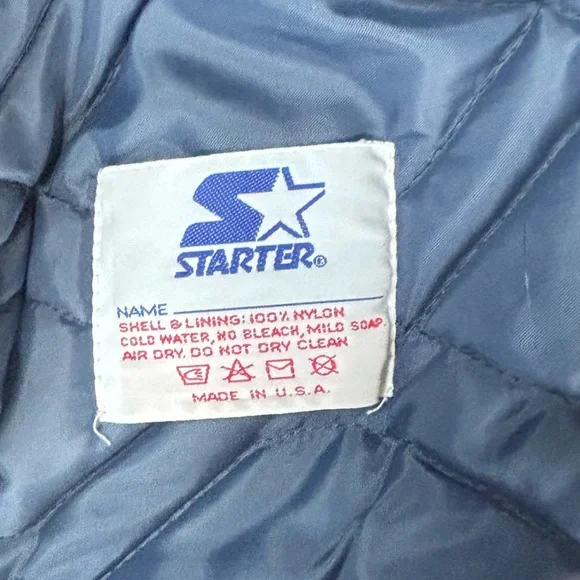 STARTER®
NAME
SHELL & LINING: 100% NYLON
COLD WATER, NO BLEACH, MILD SOAP.
AIR DRY. DO NOT DRY CLEAN
MADE IN U.S.A.